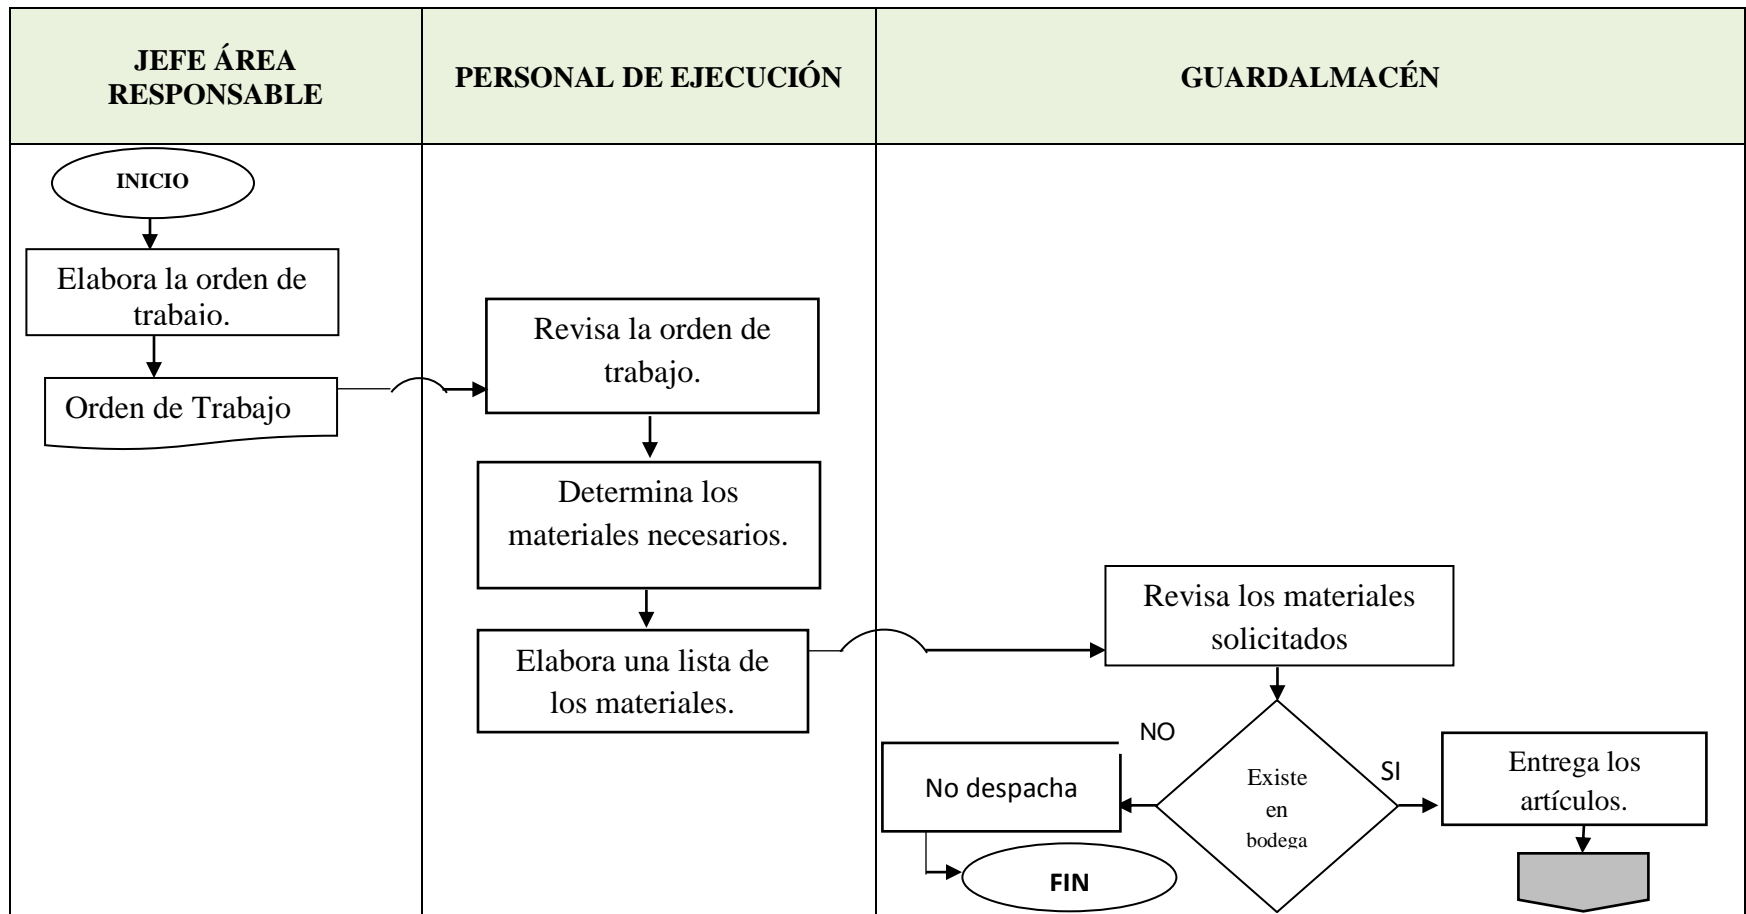 JEFE ÁREA
RESPONSABLE
PERSONAL DE EJECUCIÓN
GUARDALMACÉN
INICIO
Elabora la orden de
trabajo.
Orden de Trabajo
Revisa la orden de
trabajo.
Determina los
materiales necesarios.
Elabora una lista de
los materiales.
Revisa los materiales
solicitados
NO
No despacha
FIN
Existe
en
bodega
SI
Entrega los
artículos.